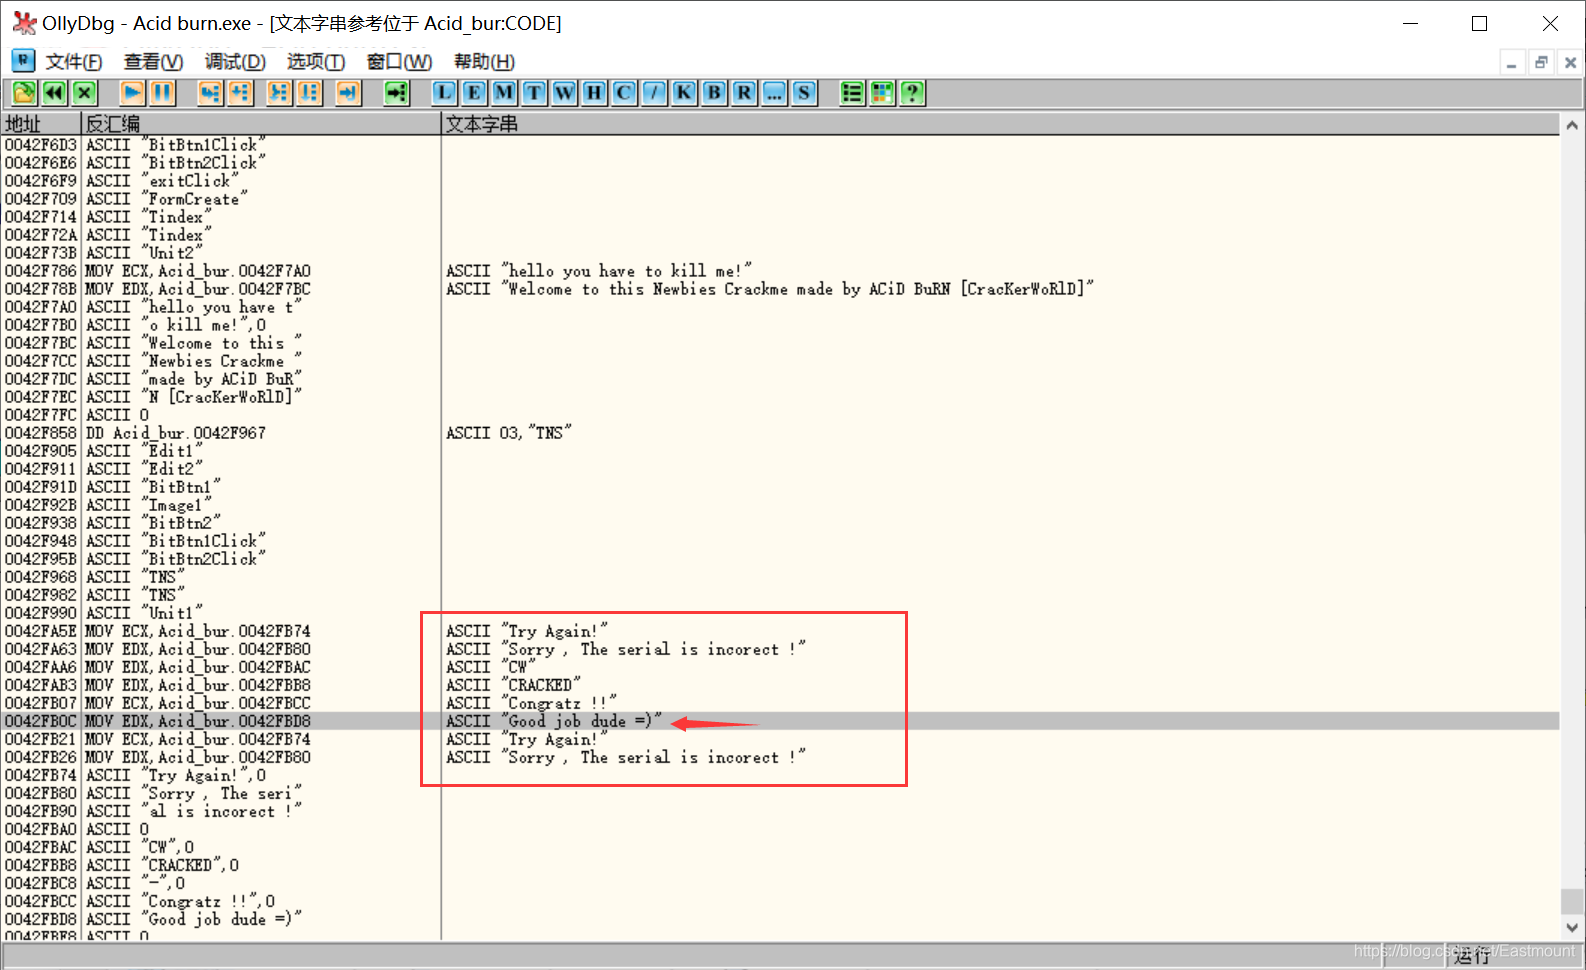 OllyDbg - Acid burn.exe - [文本字串参考位于 Acid_bur:CODE]
文件(F) 查看(V) 调试(D) 选项(T) 窗口(W) 帮助(H)
L E M T W H C / K B R ... S ?
地址 反汇编 文本字串
0042F6D3 ASCII "BitBtn1Click"
0042F6E6 ASCII "BitBtn2Click"
0042F6F9 ASCII "exitClick"
0042F709 ASCII "FormCreate"
0042F714 ASCII "Tindex"
0042F72A ASCII "Tindex"
0042F73B ASCII "Unit2"
0042F786 MOV ECX,Acid_bur.0042F7A0 ASCII "hello you have to kill me!"
0042F78B MOV EDX,Acid_bur.0042F7BC ASCII "Welcome to this Newbies Crackme made by ACiD BuRN [CracKerWoRlD]"
0042F7A0 ASCII "hello you have t"
0042F7B0 ASCII "o kill me!",0
0042F7BC ASCII "Welcome to this "
0042F7CC ASCII "Newbies Crackme "
0042F7DC ASCII "made by ACiD BuR"
0042F7EC ASCII "N [CracKerWoRlD]"
0042F7FC ASCII 0
0042F858 DD Acid_bur.0042F967 ASCII 03,"TNS"
0042F905 ASCII "Edit1"
0042F911 ASCII "Edit2"
0042F91D ASCII "BitBtn1"
0042F92B ASCII "Image1"
0042F938 ASCII "BitBtn2"
0042F948 ASCII "BitBtn1Click"
0042F95B ASCII "BitBtn2Click"
0042F968 ASCII "TNS"
0042F982 ASCII "TNS"
0042F990 ASCII "Unit1"
0042FA5E MOV ECX,Acid_bur.0042FB74 ASCII "Try Again!"
0042FA63 MOV EDX,Acid_bur.0042FB80 ASCII "Sorry , The serial is incorect !"
0042FAA6 MOV EDX,Acid_bur.0042FBAC ASCII "CW"
0042FAB3 MOV EDX,Acid_bur.0042FBB8 ASCII "CRACKED"
0042FB07 MOV ECX,Acid_bur.0042FBCC ASCII "Congratz !!"
0042FB0C MOV EDX,Acid_bur.0042FBD8 ASCII "Good job dude =)"
0042FB21 MOV ECX,Acid_bur.0042FB74 ASCII "Try Again!"
0042FB26 MOV EDX,Acid_bur.0042FB80 ASCII "Sorry , The serial is incorect !"
0042FB74 ASCII "Try Again!",0
0042FB80 ASCII "Sorry , The seri"
0042FB90 ASCII "al is incorect !"
0042FBA0 ASCII 0
0042FBAC ASCII "CW",0
0042FBB8 ASCII "CRACKED",0
0042FBC8 ASCII "-",0
0042FBCC ASCII "Congratz !!",0
0042FBD8 ASCII "Good job dude =)"
0042FBE8 ASCII 0
运行
https://blog.csdn.net/Eastmount